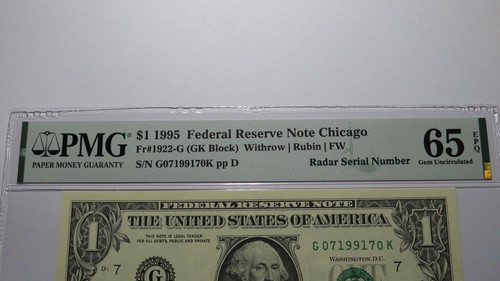 PMG
PAPER MONEY GUARANTY
$1 1995 Federal Reserve Note Chicago
Fr#1922-G (GK Block) Withrow | Rubin | FW
S/N G07199170K pp D
Radar Serial Number
65 EPQ
Gem Uncirculated
FEDERAL RESERVE NOTE
THE UNITED STATES OF AMERICA
1
1
THIS NOTE IS LEGAL TENDER
FOR ALL DEBTS, PUBLIC AND PRIVATE
G 07199170 K
WASHINGTON, D.C.
D1 7
G
7
ONE